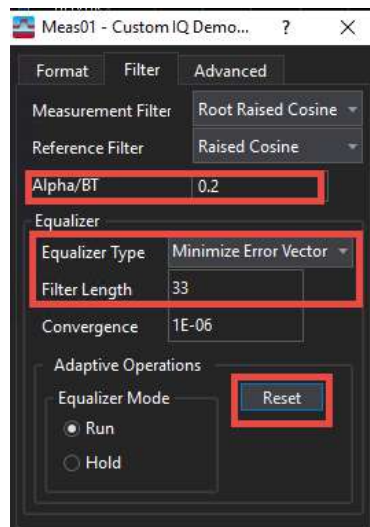 Meas01 - Custom IQ Demo... ? X
Format Filter Advanced
Measurement Filter Root Raised Cosine
Reference Filter Raised Cosine
Alpha/BT 0.2
Equalizer
Equalizer Type Minimize Error Vector
Filter Length 33
Convergence 1E-06
Adaptive Operations
Equalizer Mode Reset
Run
Hold